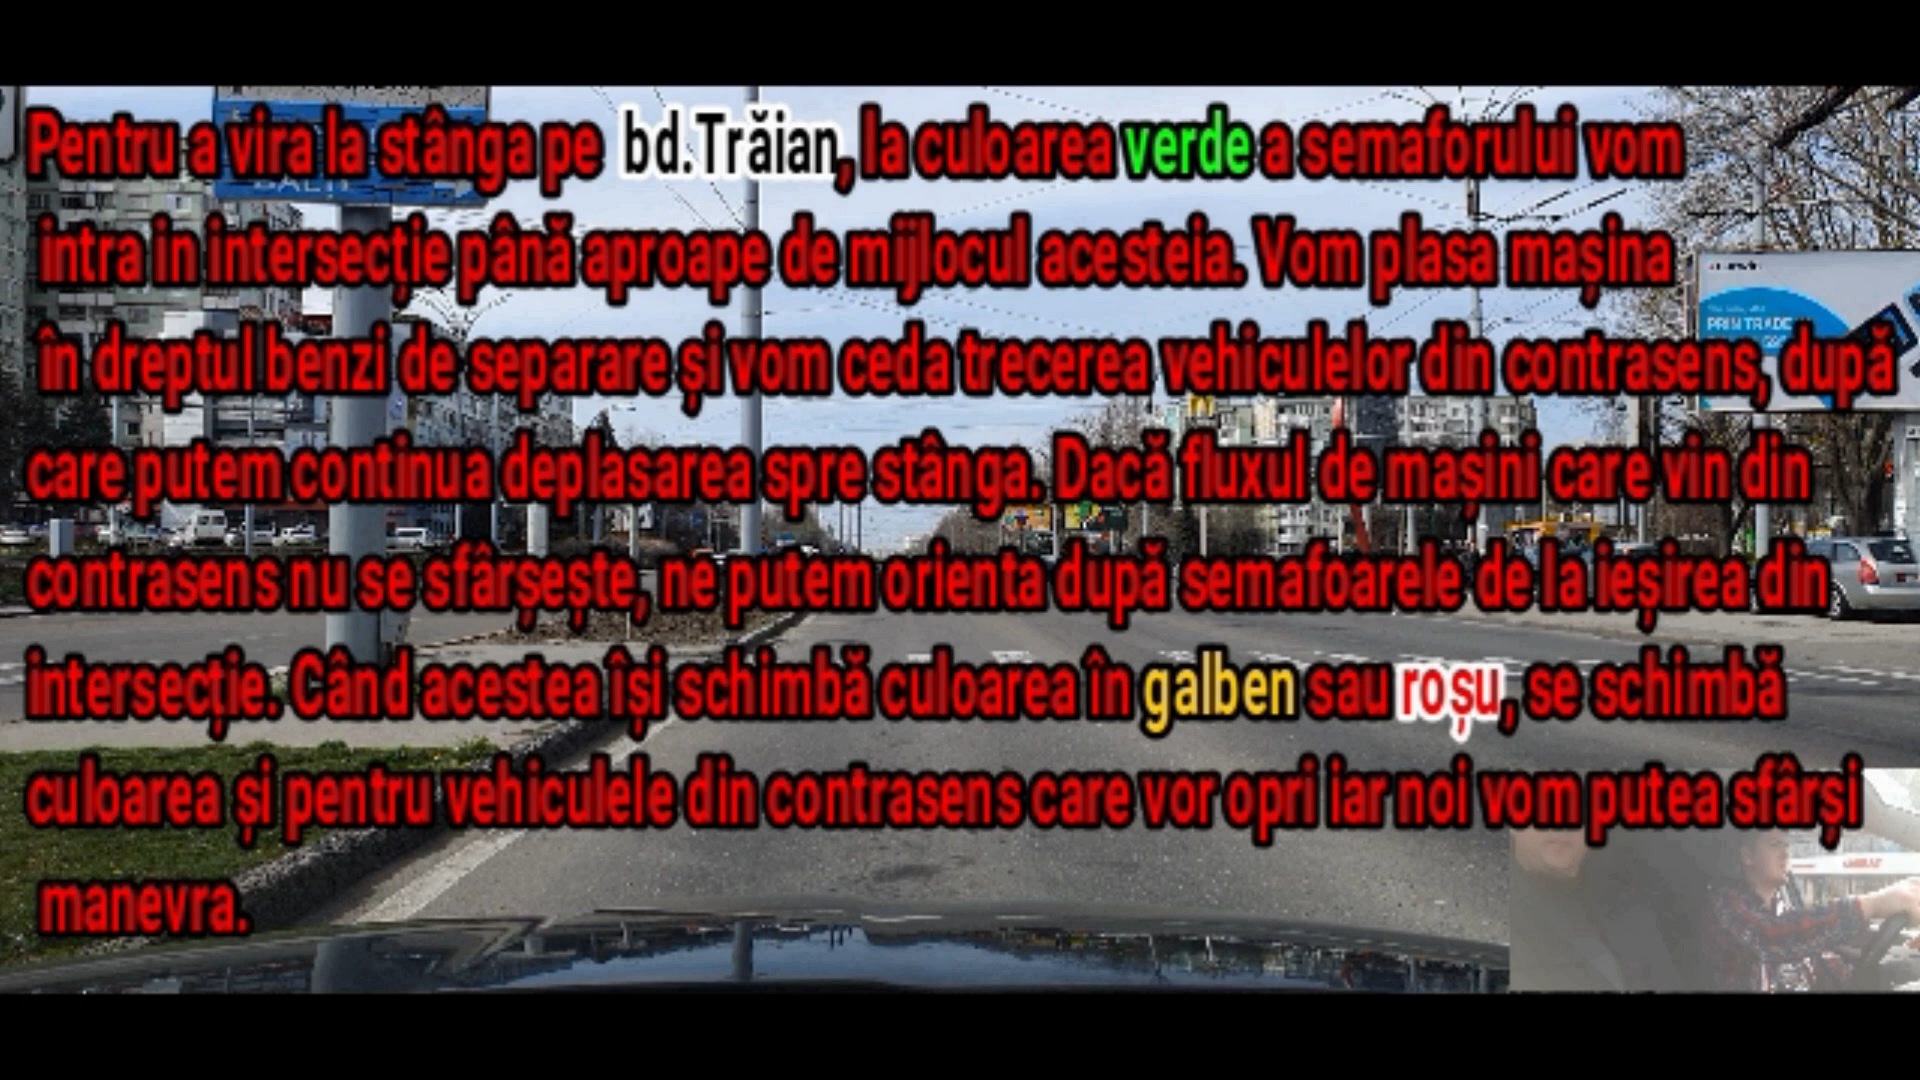 Pentru a vira la stânga pe bd.Trăian, la culoarea verde a semaforului vom
intra in intersecție până aproape de mijlocul acesteia. Vom plasa mașina
în dreptul benzi de separare și vom ceda trecerea vehiculelor din contrasens, după
care putem continua deplasarea spre stânga. Dacă fluxul de mașini care vin din
contrasens nu se sfârșește, ne putem orienta după semafoarele de la ieșirea din
intersecție. Când acestea își schimbă culoarea în galben sau roșu, se schimbă
culoarea și pentru vehiculele din contrasens care vor opri iar noi vom putea sfârși
manevra.
PRIN TRADE